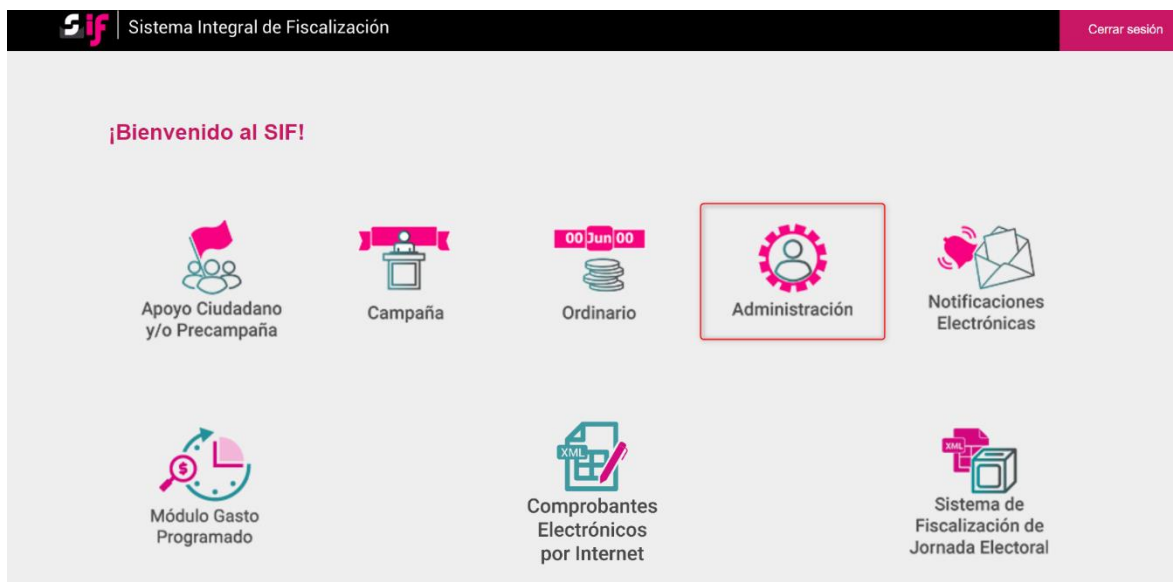 sif Sistema Integral de Fiscalización
Cerrar sesión
¡Bienvenido al SIF!
00 Jun 00
Apoyo Ciudadano
y/o Precampaña
Campaña
Ordinario
Administración
Notificaciones
Electrónicas
$
XML
XML
Módulo Gasto
Programado
Comprobantes
Electrónicos
por Internet
Sistema de
Fiscalización de
Jornada Electoral